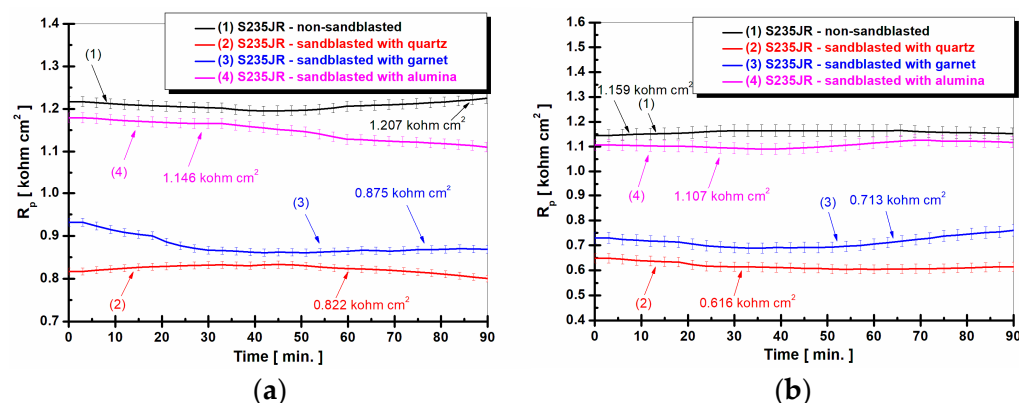 (1) S235JR - non-sandblasted
(2) S235JR - sandblasted with quartz
(3) S235JR - sandblasted with garnet
(4) S235JR - sandblasted with alumina
1.4
1.3
1.2
1.1
1.0
0.9
0.8
0.7
Rp [ kohm cm2]
(1)
1.207 kohm cm2
(4)
1.146 kohm cm2
(3)
0.875 kohm cm2
(2)
0.822 kohm cm2
0 10 20 30 40 50 60 70 80 90
Time [ min. ]
(a)
(1) S235JR - non-sandblasted
(2) S235JR - sandblasted with quartz
(3) S235JR - sandblasted with garnet
(4) S235JR - sandblasted with alumina
1.6
1.5
1.4
1.3
1.2
1.1
1.0
0.9
0.8
0.7
0.6
0.5
0.4
Rp [ kohm cm2]
1.159 kohm cm2
(1)
(4)
1.107 kohm cm2
(3)
0.713 kohm cm2
(2)
0.616 kohm cm2
0 10 20 30 40 50 60 70 80 90
Time [ min. ]
(b)